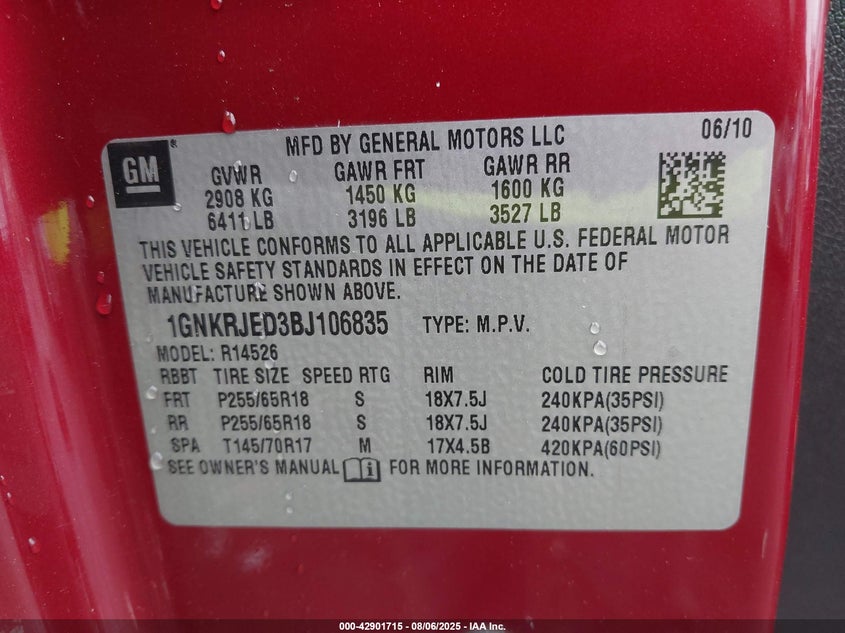 GM
®
MFD BY GENERAL MOTORS LLC
06/10
GVWR GAWR FRT GAWR RR
2908 KG 1450 KG 1600 KG
6411 LB 3196 LB 3527 LB
THIS VEHICLE CONFORMS TO ALL APPLICABLE U.S. FEDERAL MOTOR
VEHICLE SAFETY STANDARDS IN EFFECT ON THE DATE OF
MANUFACTURE SHOWN ABOVE.
1GNKRJED3BJ106835 TYPE: M.P.V.
MODEL: R14526
RBBT TIRE SIZE SPEED RTG RIM COLD TIRE PRESSURE
FRT P255/65R18 S 18X7.5J 240KPA(35PSI)
RR P255/65R18 S 18X7.5J 240KPA(35PSI)
SPA T145/70R17 M 17X4.5B 420KPA(60PSI)
SEE OWNER'S MANUAL i FOR MORE INFORMATION.
000-42901715 - 08/06/2025 - IAA Inc.